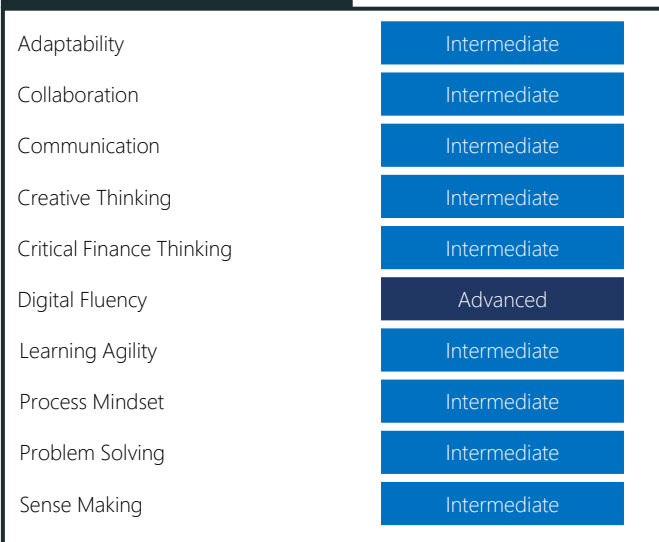 Adaptability Intermediate
Collaboration Intermediate
Communication Intermediate
Creative Thinking Intermediate
Critical Finance Thinking Intermediate
Digital Fluency Advanced
Learning Agility Intermediate
Process Mindset Intermediate
Problem Solving Intermediate
Sense Making Intermediate